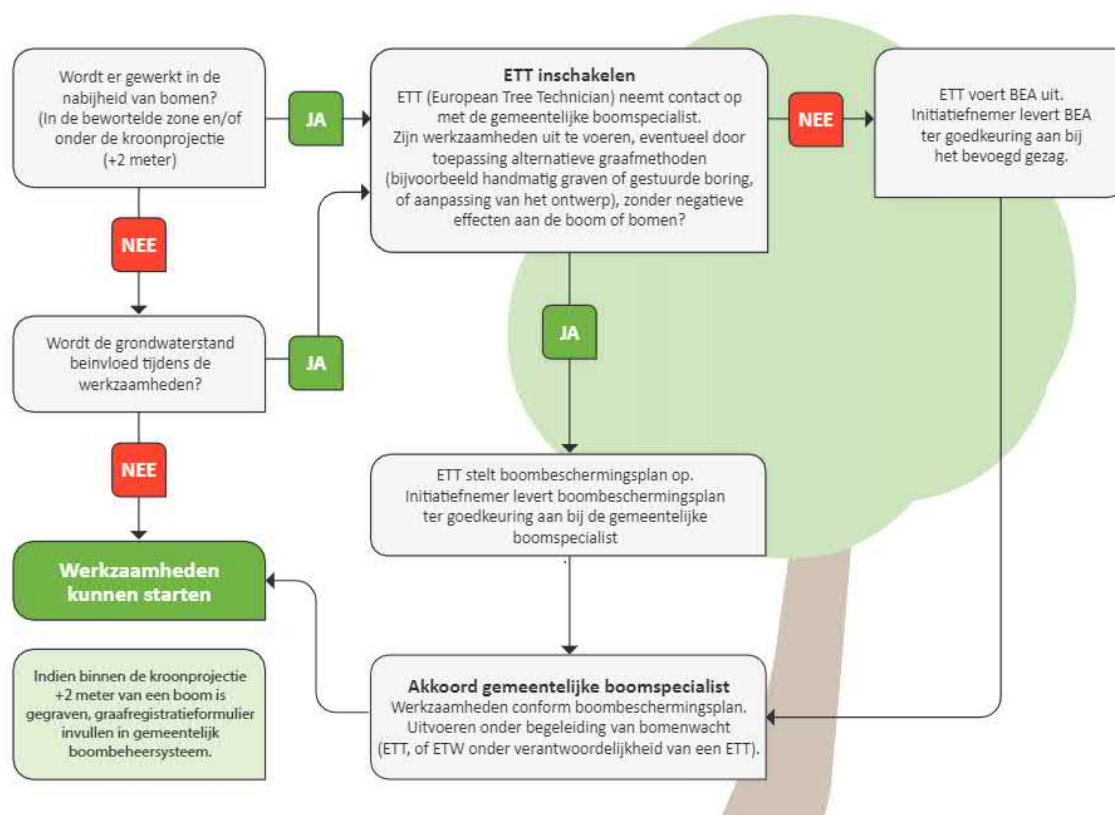 Wordt er gewerkt in de
nabijheid van bomen?
(In de bewortelde zone en/of
onder de kroonprojectie
(+2 meter)
JA
ETT inschakelen
ETT (European Tree Technician) neemt contact op
met de gemeentelijke boomspecialist.
Zijn werkzaamheden uit te voeren, eventueel door
toepassing alternatieve graafmethoden
(bijvoorbeeld handmatig graven of gestuurde boring,
of aanpassing van het ontwerp), zonder negatieve
effecten aan de boom of bomen?
NEE
ETT voert BEA uit.
Initiatiefnemer levert BEA
ter goedkeuring aan bij
het bevoegd gezag.
NEE
Wordt de grondwaterstand
beinvloed tijdens de
werkzaamheden?
JA
JA
NEE
ETT stelt boombeschermingsplan op.
Initiatiefnemer levert boombeschermingsplan
ter goedkeuring aan bij de gemeentelijke
boomspecialist
Werkzaamheden
kunnen starten
Indien binnen de kroonprojectie
+2 meter van een boom is
gegraven, graafregistratieformulier
invullen in gemeentelijk
boombeheersysteem.
Akkoord gemeentelijke boomspecialist
Werkzaamheden conform boombeschermingsplan.
Uitvoeren onder begeleiding van bomenwacht
(ETT, of ETW onder verantwoordelijkheid van een ETT).